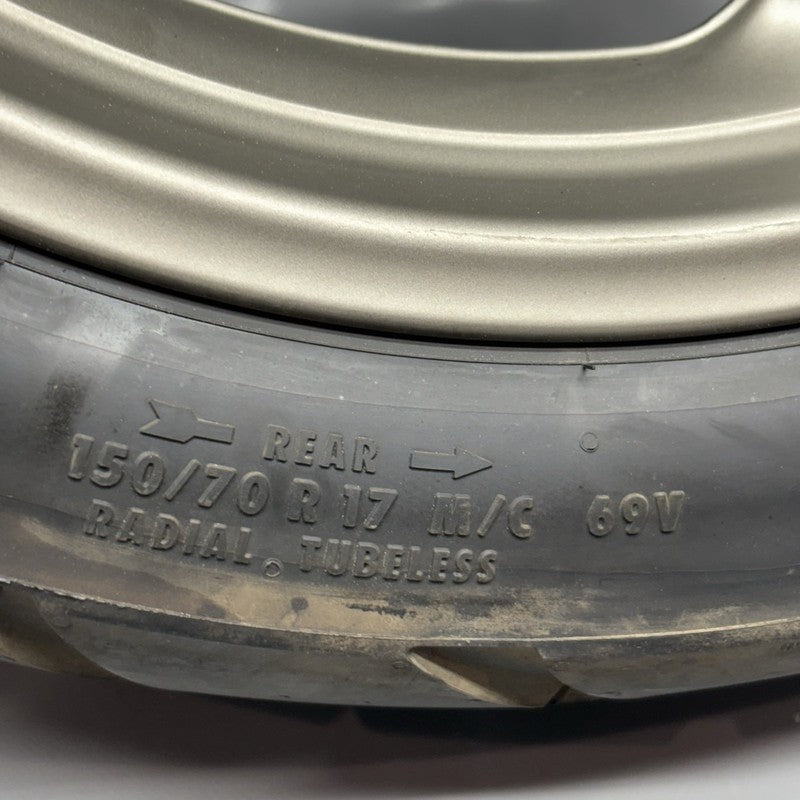 REAR
150/70 R 17 M/C 69V
RADIAL TUBELESS